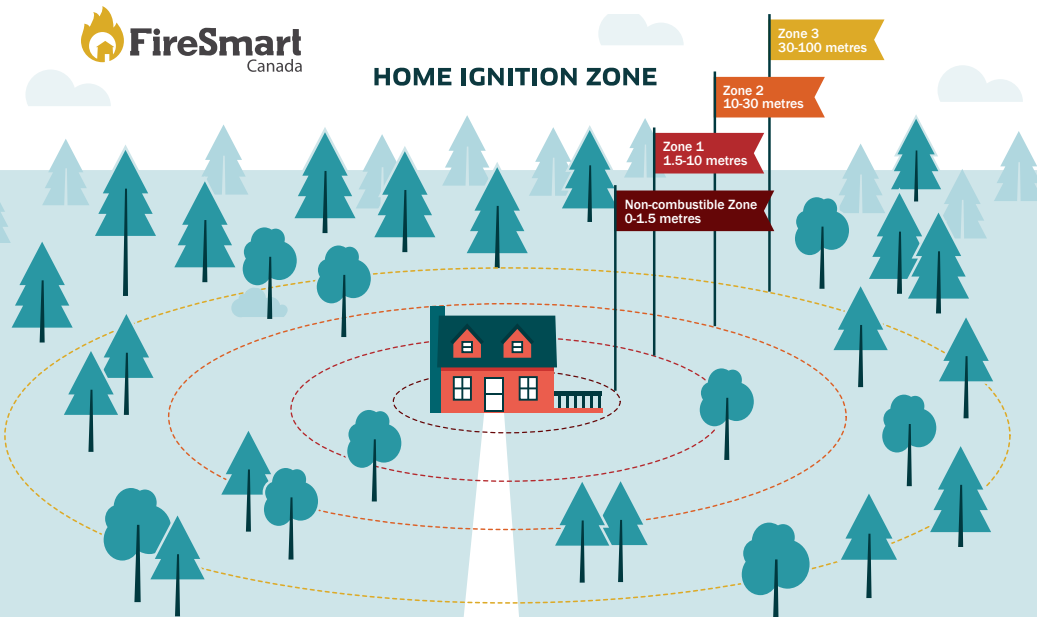 FireSmart
Canada
HOME IGNITION ZONE
Zone 3
30-100 metres
Zone 2
10-30 metres
Zone 1
1.5-10 metres
Non-combustible Zone
0-1.5 metres